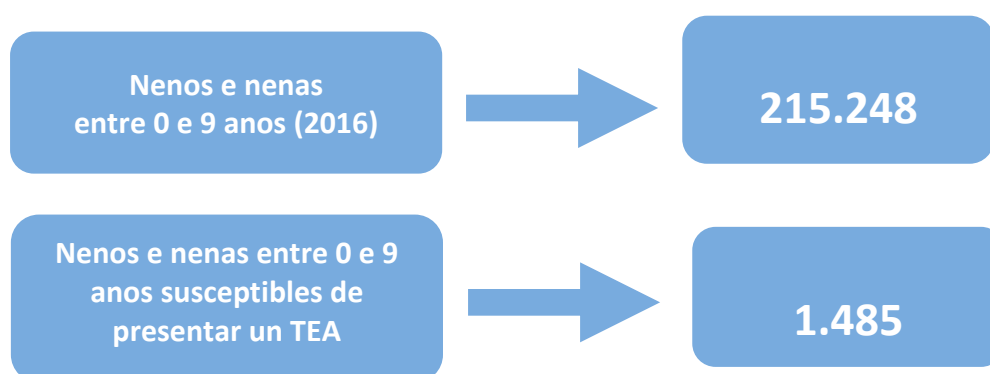 Nenos e nenas
entre 0 e 9 anos (2016)
215.248
Nenos e nenas entre 0 e 9
anos susceptibles de
presentar un TEA
1.485